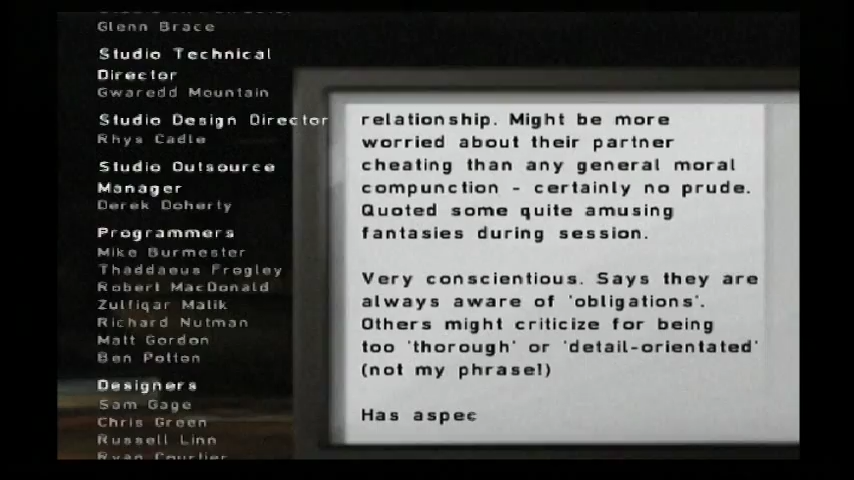 Glenn Brace
Studio Technical
Director
Gwaredd Mountain
Studio Design Director
Rhys Cadle
Studio Outsource
Manager
Derek Doherty
Programmers
Mike Burmester
Thaddaeus Frogley
Robert MacDonald
Zulfiqar Malik
Richard Nutman
Matt Gordon
Ben Potton
Designers
Sam Gage
Chris Green
Russell Linn
relationship. Might be more
worried about their partner
cheating than any general moral
compunction - certainly no prude.
Quoted some quite amusing
fantasies during session.
Very conscientious. Says they are
always aware of 'obligations'.
Others might criticize for being
too 'thorough' or 'detail-orientated'
(not my phrase!)
Has aspec